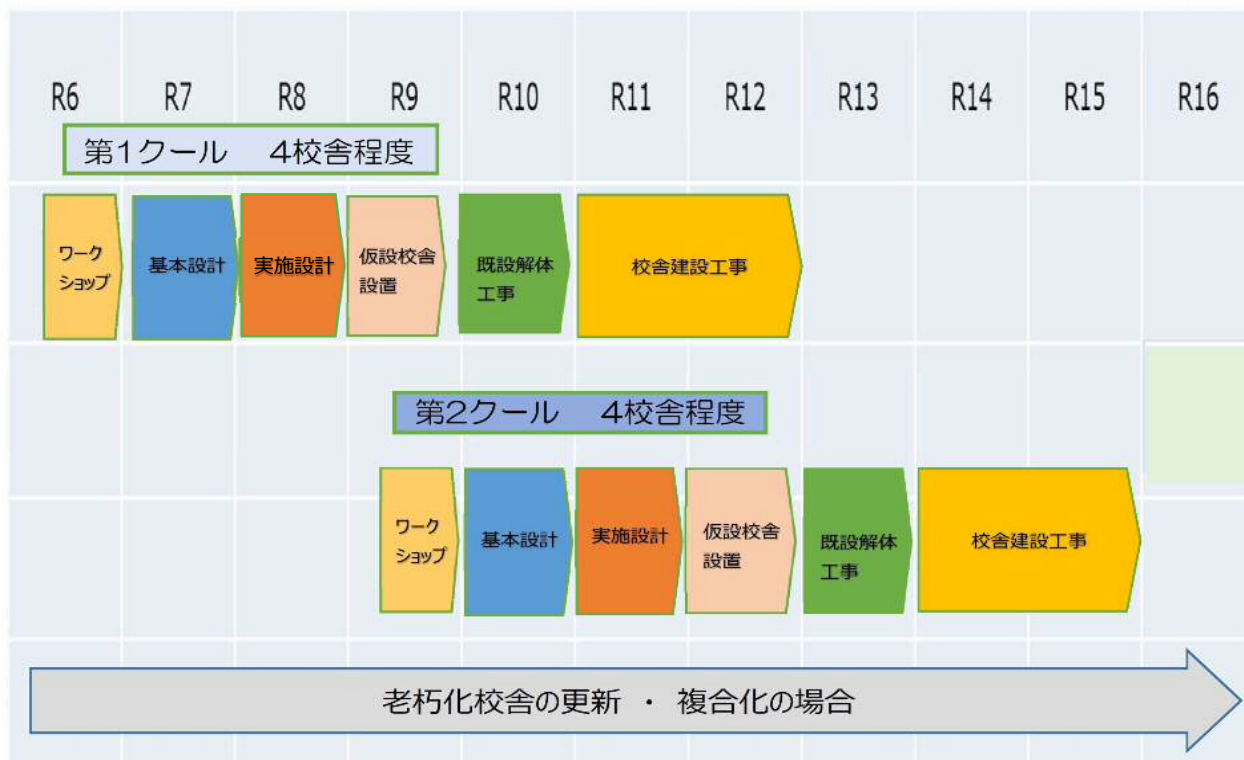 R6 R7 R8 R9 R10 R11 R12 R13 R14 R15 R16
第1クール 4校舎程度
ワーク
ショップ
基本設計
実施設計
仮設校舎
設置
既設解体
工事
校舎建設工事
第2クール 4校舎程度
ワーク
ショップ
基本設計
実施設計
仮設校舎
設置
既設解体
工事
校舎建設工事
老朽化校舎の更新 ・ 複合化の場合